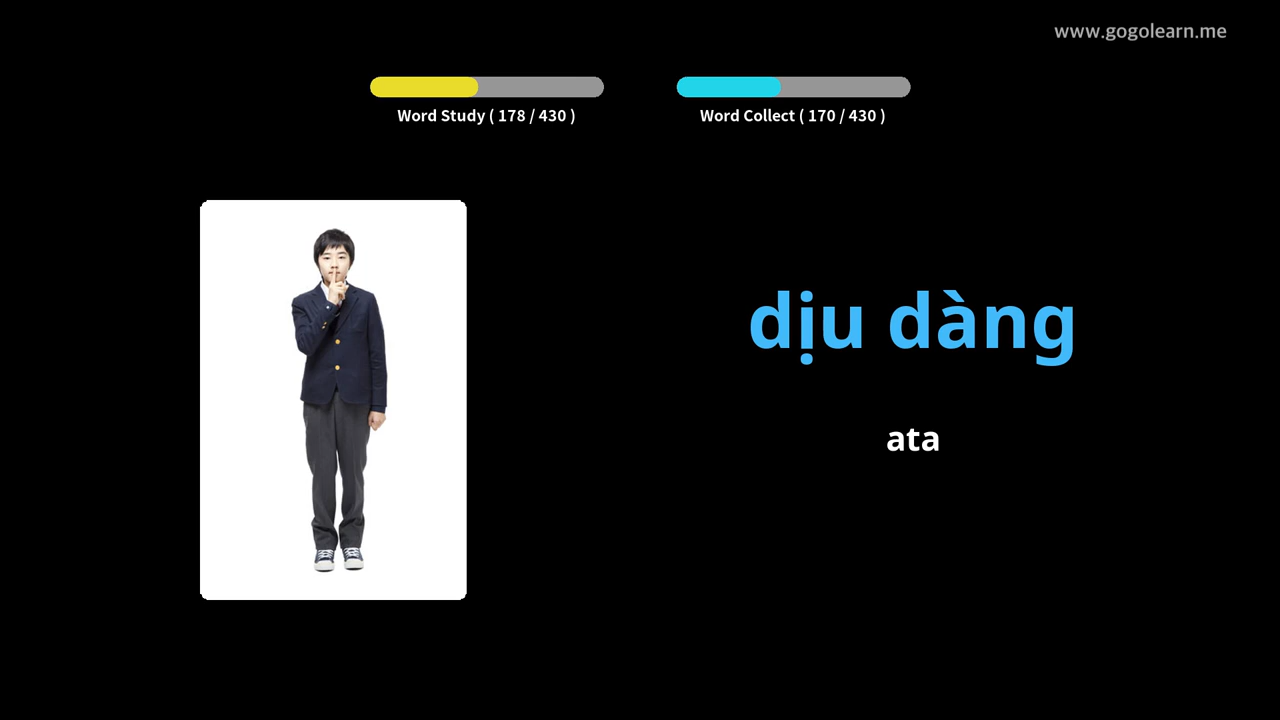 www.gogolearn.me
Word Study ( 178 / 430 )
Word Collect ( 170 / 430 )
dịu dàng
ata